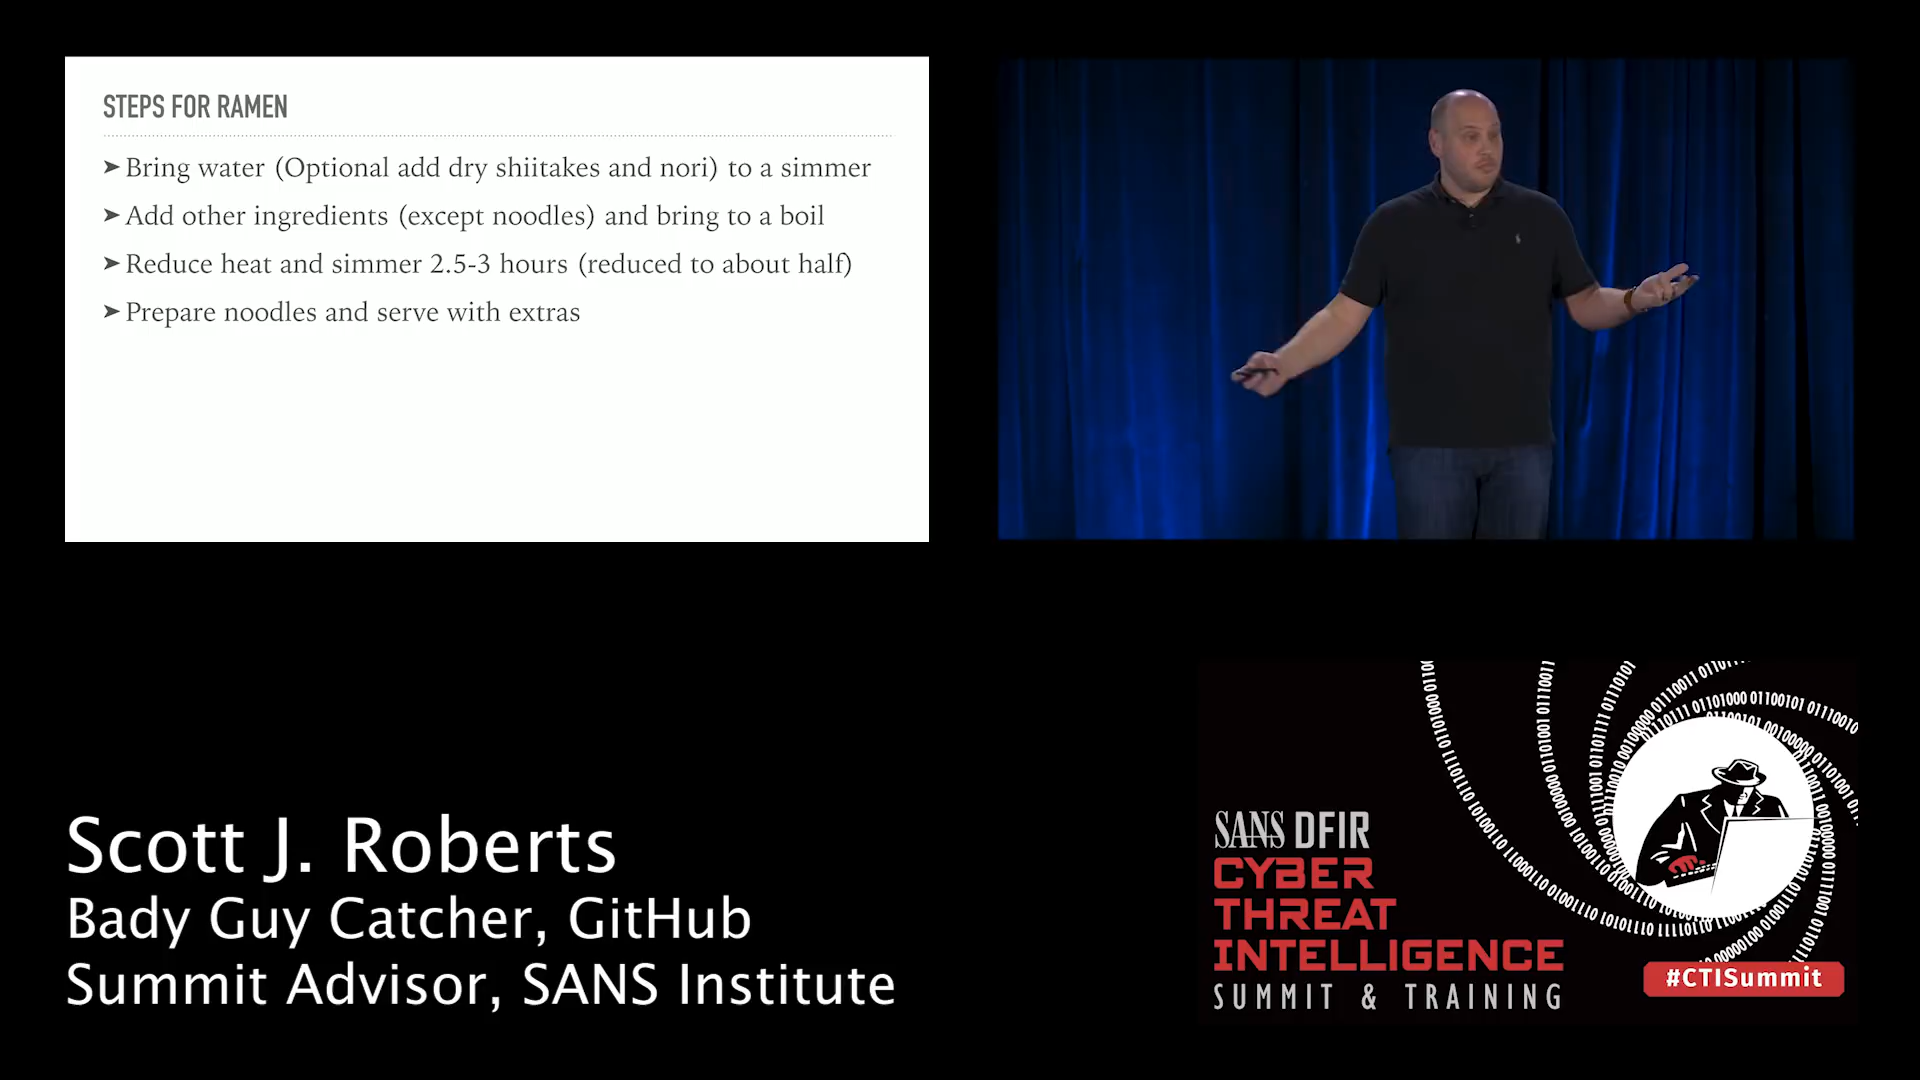 STEPS FOR RAMEN
➤ Bring water (Optional add dry shiitakes and nori) to a simmer
➤ Add other ingredients (except noodles) and bring to a boil
➤ Reduce heat and simmer 2.5-3 hours (reduced to about half)
➤ Prepare noodles and serve with extras
Scott J. Roberts
Bady Guy Catcher, GitHub
Summit Advisor, SANS Institute
SANS DFIR
CYBER
THREAT
INTELLIGENCE
SUMMIT & TRAINING
#CTISummit